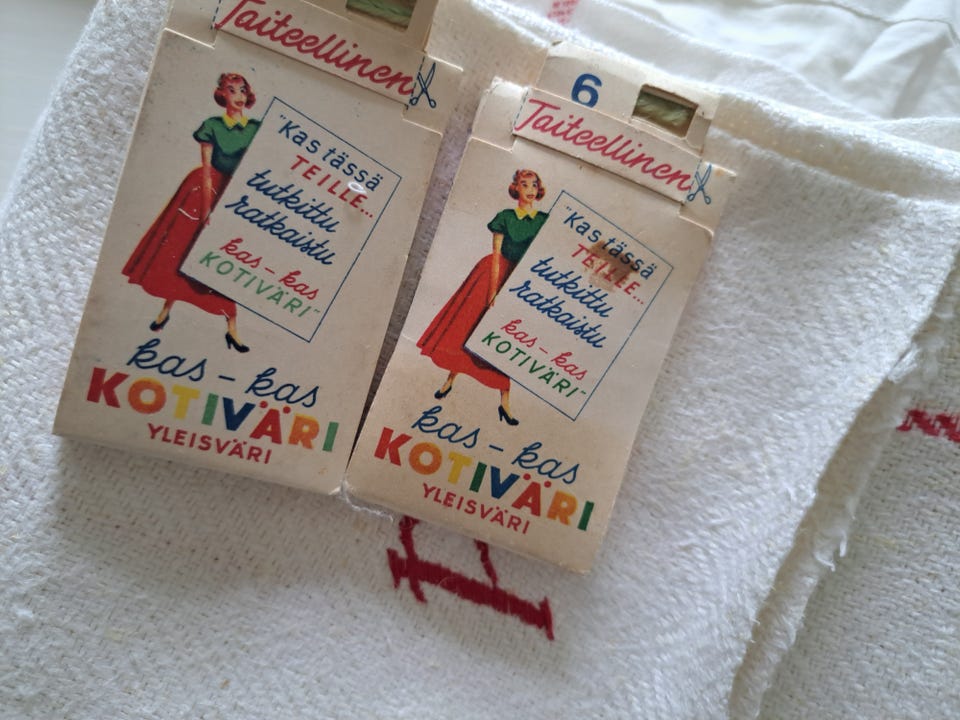 Taiteellinen
"Kas tässä
TEILLE...
tutkittu
ratkaistu
kas-kas
KOTIVÄRI"
kas-kas
KOTIVÄRI
YLEISVÄRI
6
Taiteellinen
"Kas tässä
TEILLE...
tutkittu
ratkaistu
kas-kas
KOTIVÄRI"
kas-kas
KOTIVÄRI
YLEISVÄRI